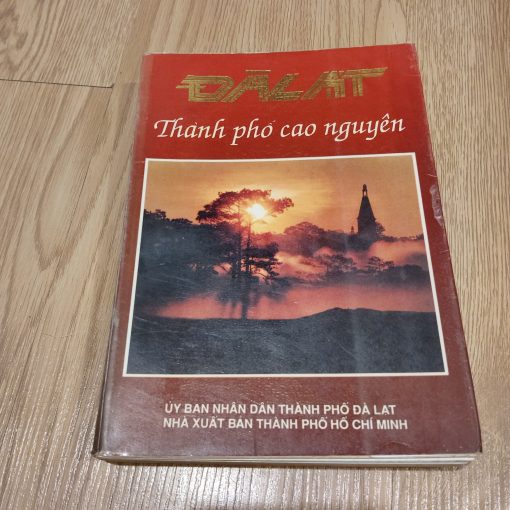 ĐÀLẠT
Thành phố cao nguyên
ỦY BAN NHÂN DÂN THÀNH PHỐ ĐÀ LẠT
NHÀ XUẤT BẢN THÀNH PHỐ HỒ CHÍ MINH